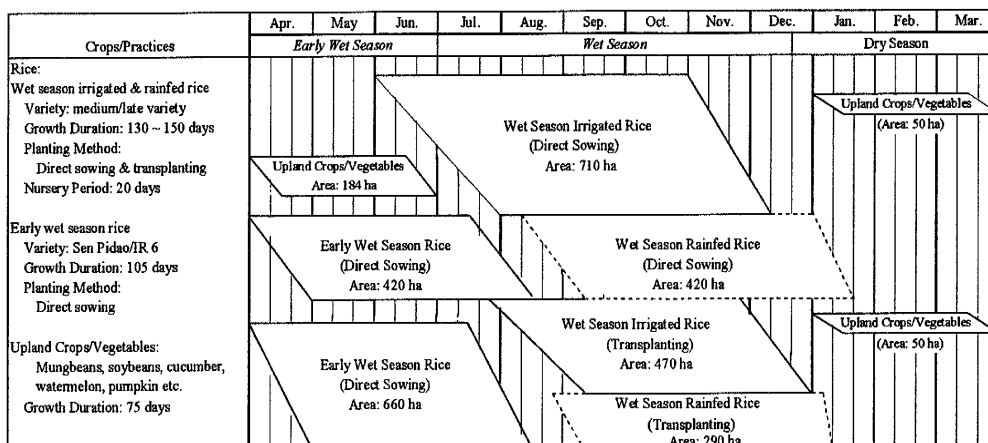 Apr. May Jun. Jul. Aug. Sep. Oct. Nov. Dec. Jan. Feb. Mar.
Crops/Practices Early Wet Season Wet Season Dry Season
Rice:
Wet season irrigated & rainfed rice
Variety: medium/late variety
Growth Duration: 130 ~ 150 days
Planting Method:
Direct sowing & transplanting
Nursery Period: 20 days
Early wet season rice
Variety: Sen Pidao/IR 6
Growth Duration: 105 days
Planting Method:
Direct sowing
Upland Crops/Vegetables:
Mungbeans, soybeans, cucumber,
watermelon, pumpkin etc.
Growth Duration: 75 days
Wet Season Irrigated Rice
(Direct Sowing)
Area: 710 ha
Upland Crops/Vegetables
(Area: 50 ha)
Upland Crops/Vegetables
Area: 184 ha
Early Wet Season Rice
(Direct Sowing)
Area: 420 ha
Wet Season Rainfed Rice
(Direct Sowing)
Area: 420 ha
Wet Season Irrigated Rice
(Transplanting)
Area: 470 ha
Upland Crops/Vegetables
(Area: 50 ha)
Early Wet Season Rice
(Direct Sowing)
Area: 660 ha
Wet Season Rainfed Rice
(Transplanting)
Area: 290 ha